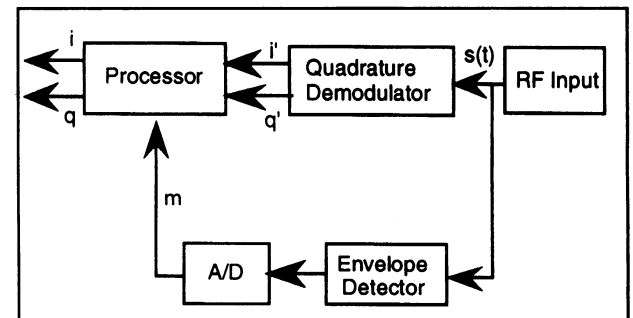 i
i'
s(t)
Processor
Quadrature
Demodulator
RF Input
q
q'
m
A/D
Envelope
Detector